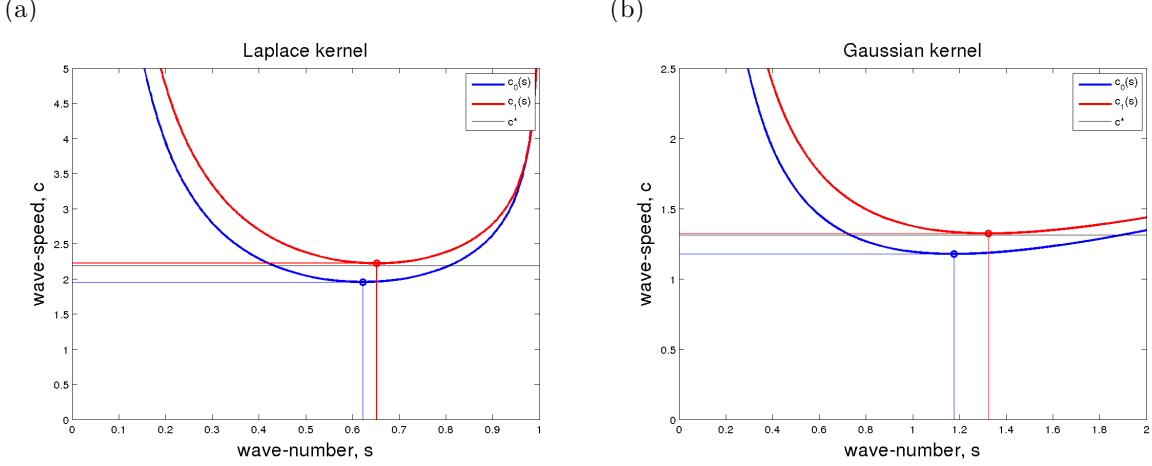 (a)
Laplace kernel
5
4.5
4
3.5
3
2.5
2
1.5
1
0.5
0
wave-speed, c
c0(s)
c1(s)
c*
0 0.1 0.2 0.3 0.4 0.5 0.6 0.7 0.8 0.9 1
wave-number, s
(b)
Gaussian kernel
2.5
2
1.5
1
0.5
0
wave-speed, c
c0(s)
c1(s)
c*
0 0.2 0.4 0.6 0.8 1 1.2 1.4 1.6 1.8 2
wave-number, s